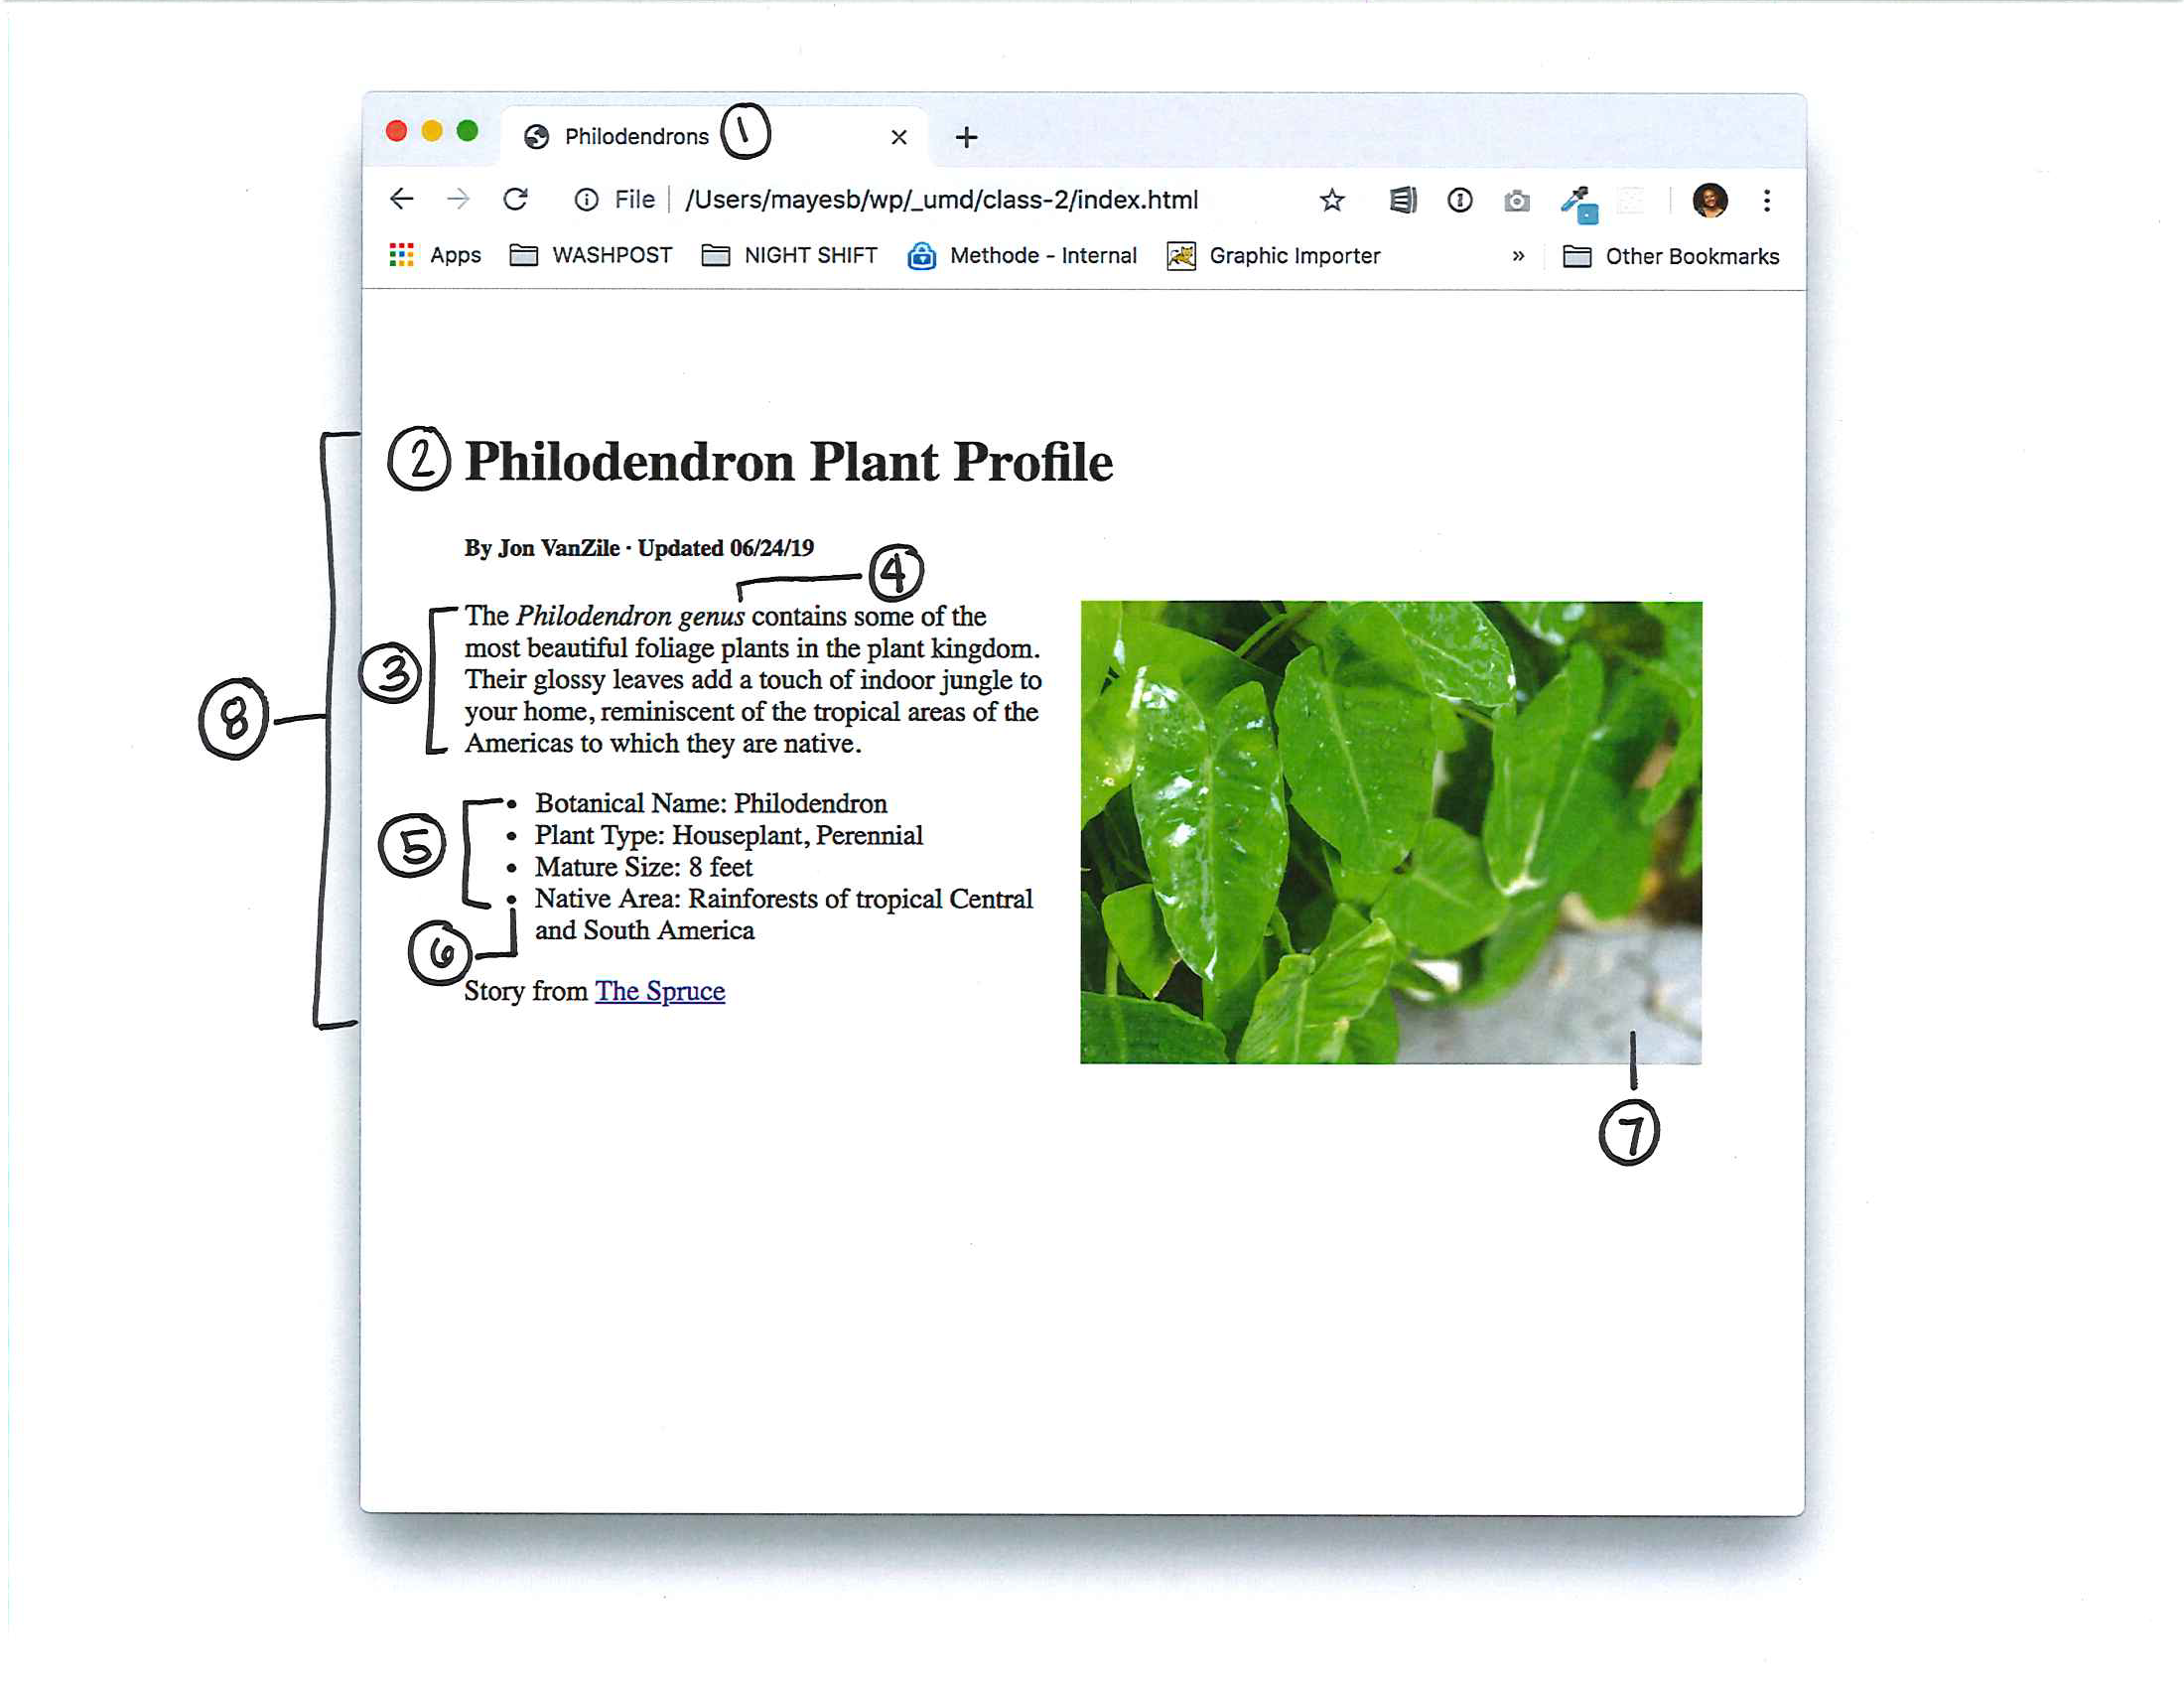 Philodendrons 1
File /Users/mayesb/wp/_umd/class-2/index.html
Apps WASHPOST NIGHT SHIFT Methode - Internal Graphic Importer » Other Bookmarks
2 Philodendron Plant Profile
By Jon VanZile · Updated 06/24/19
4
The Philodendron genus contains some of the
most beautiful foliage plants in the plant kingdom.
3
Their glossy leaves add a touch of indoor jungle to
8
your home, reminiscent of the tropical areas of the
Americas to which they are native.
• Botanical Name: Philodendron
5
• Plant Type: Houseplant, Perennial
• Mature Size: 8 feet
• Native Area: Rainforests of tropical Central
and South America
6
Story from The Spruce
7